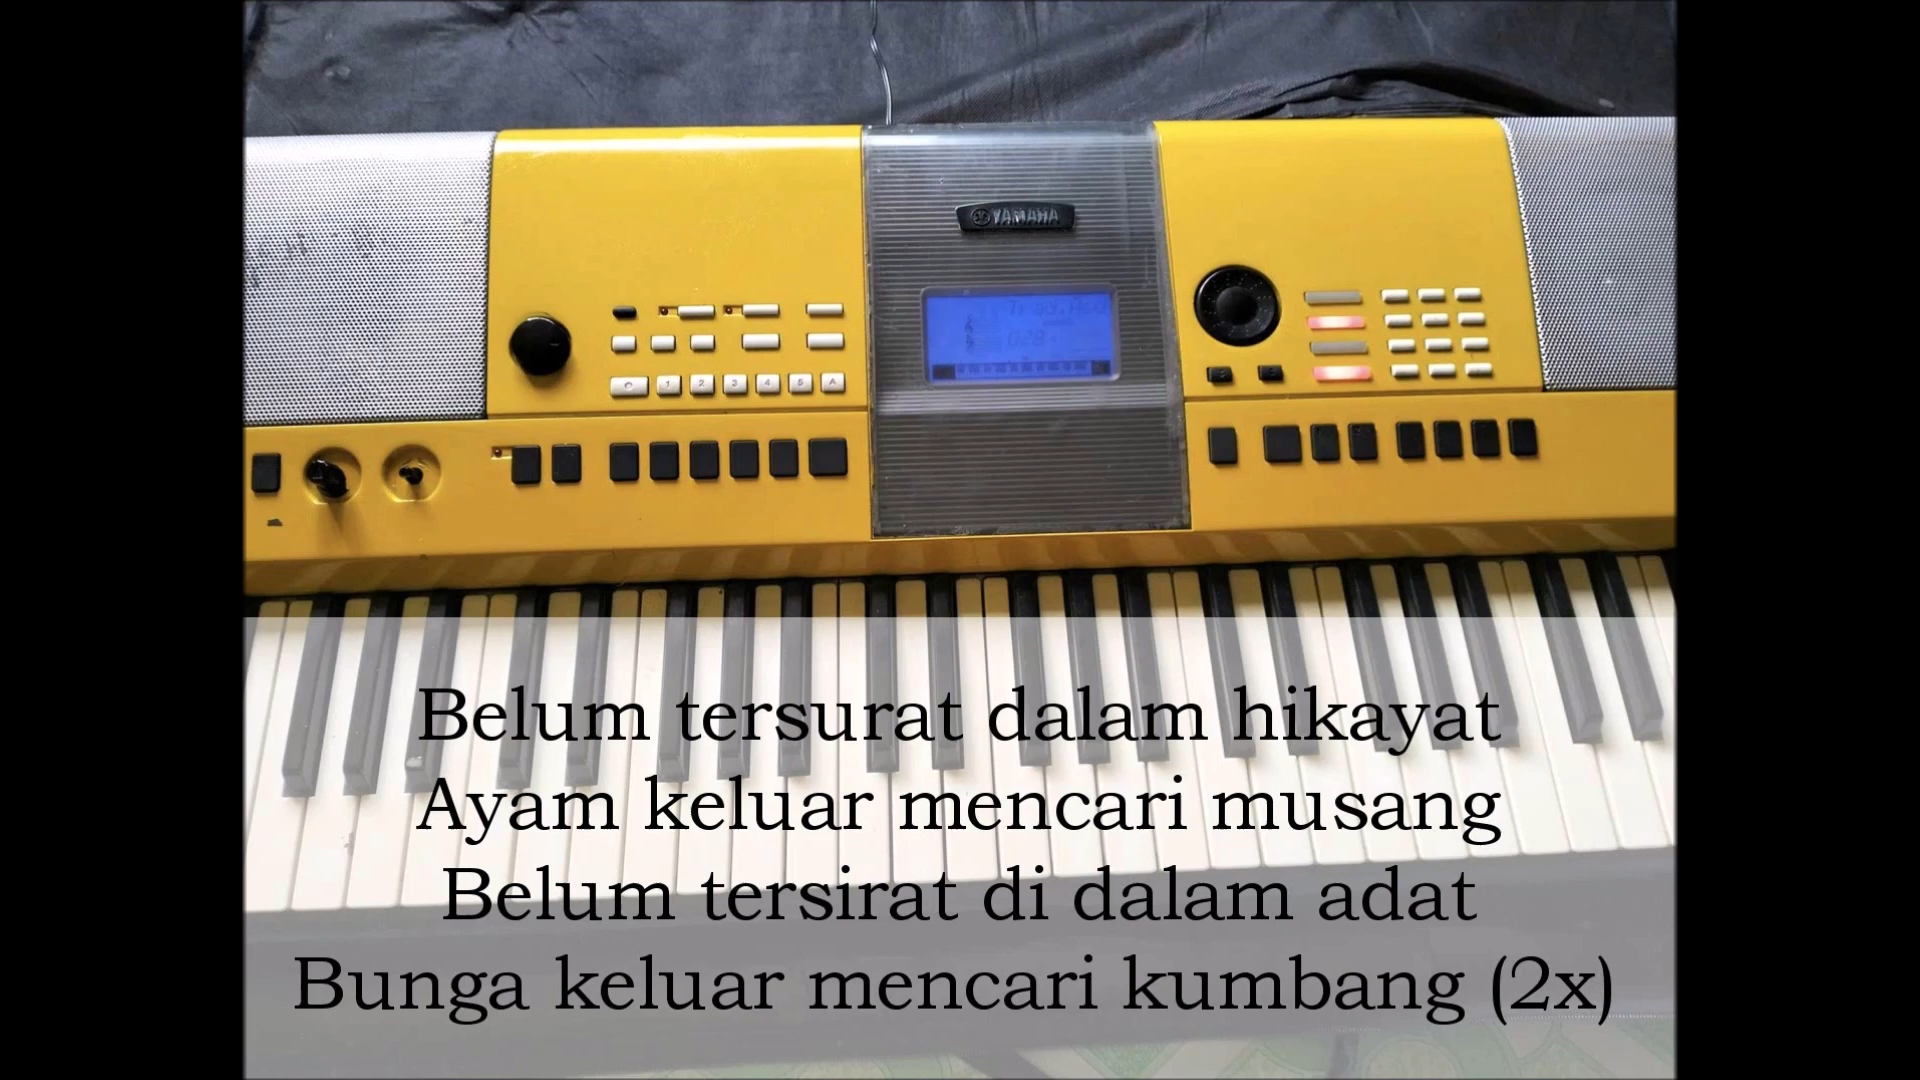 YAMAHA
028
1 2 3 4 5 A
Belum tersurat dalam hikayat
Ayam keluar mencari musang
Belum tersirat di dalam adat
Bunga keluar mencari kumbang (2x)